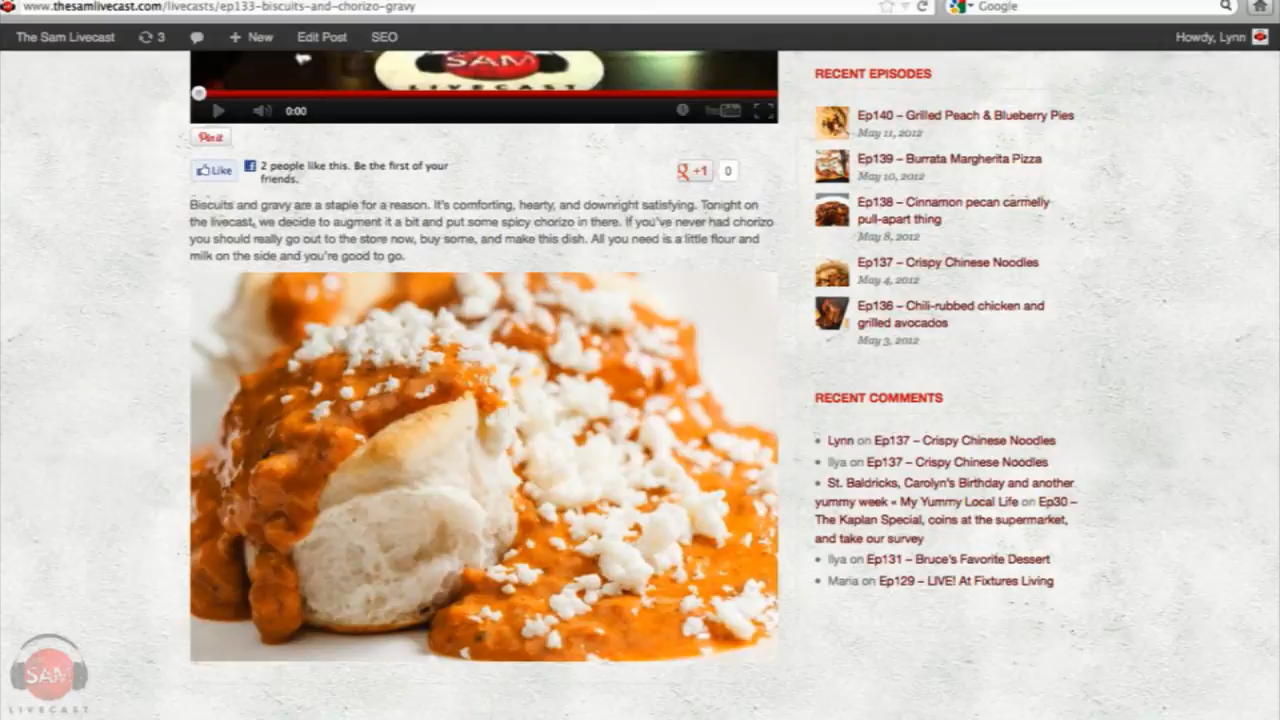 www.thesamlivecast.com/livecasts/ep133-biscuits-and-chorizo-gravy
Google
The Sam Livecast
3
+ New
Edit Post
SEO
Howdy, Lynn
SAM
LIVECAST
0:00
YouTube
Pin it
Like
2 people like this. Be the first of your
friends.
+1
0
Biscuits and gravy are a staple for a reason. It's comforting, hearty, and downright satisfying. Tonight on
the livecast, we decide to augment it a bit and put some spicy chorizo in there. If you've never had chorizo
you should really go out to the store now, buy some, and make this dish. All you need is a little flour and
milk on the side and you're good to go.
RECENT EPISODES
Ep140 – Grilled Peach & Blueberry Pies
May 11, 2012
Ep139 – Burrata Margherita Pizza
May 10, 2012
Ep138 – Cinnamon pecan carmelly
pull-apart thing
May 8, 2012
Ep137 – Crispy Chinese Noodles
May 4, 2012
Ep136 – Chili-rubbed chicken and
grilled avocados
May 3, 2012
RECENT COMMENTS
Lynn on Ep137 – Crispy Chinese Noodles
Ilya on Ep137 – Crispy Chinese Noodles
St. Baldricks, Carolyn's Birthday and another
yummy week « My Yummy Local Life on Ep30 –
The Kaplan Special, coins at the supermarket,
and take our survey
Ilya on Ep131 – Bruce's Favorite Dessert
Maria on Ep129 – LIVE! At Fixtures Living
SAM
LIVECAST